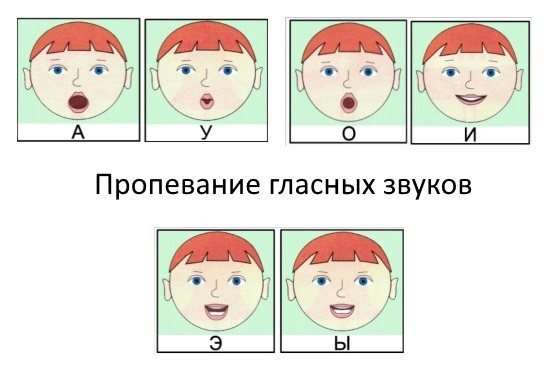 А У О И
Пропевание гласных звуков
Э Ы